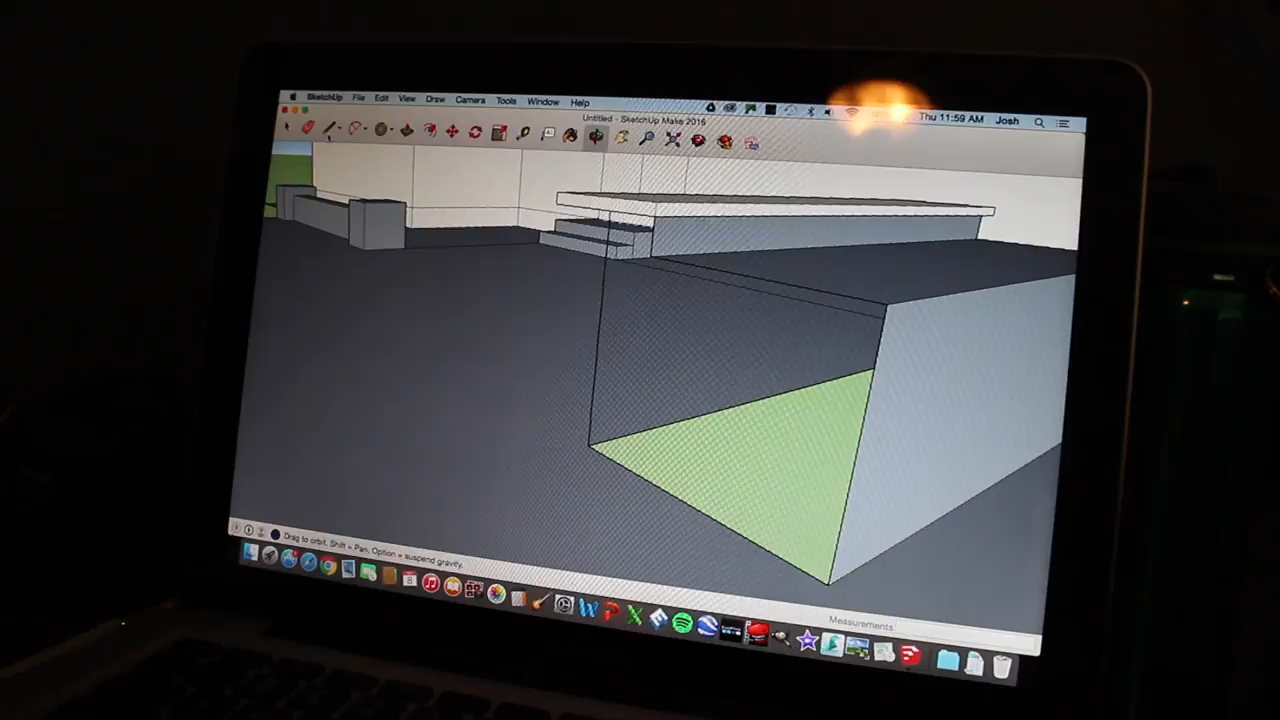 SketchUp File Edit View Draw Camera Tools Window Help Thu 11:59 AM Josh
Untitled - SketchUp Make 2016
Drag to orbit. Shift = Pan, Option = suspend gravity.
Measurements